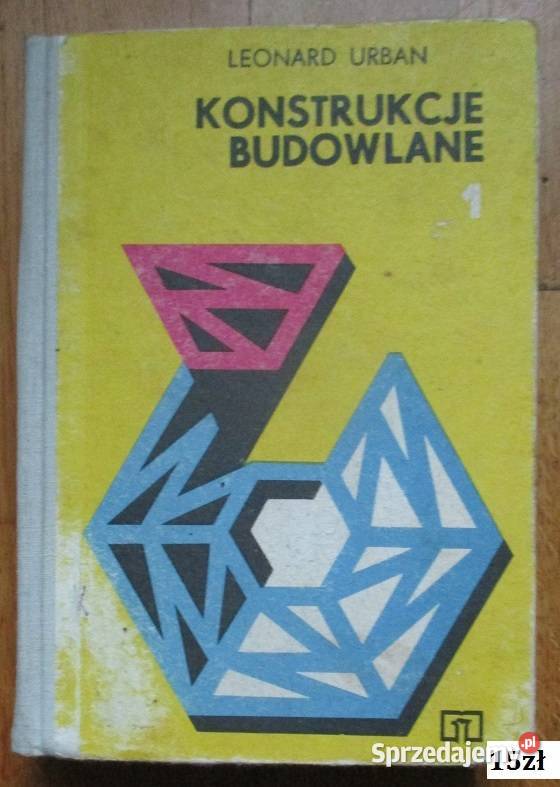 LEONARD URBAN
KONSTRUKCJE
BUDOWLANE
1
Sprzedajemy.pl
15zł